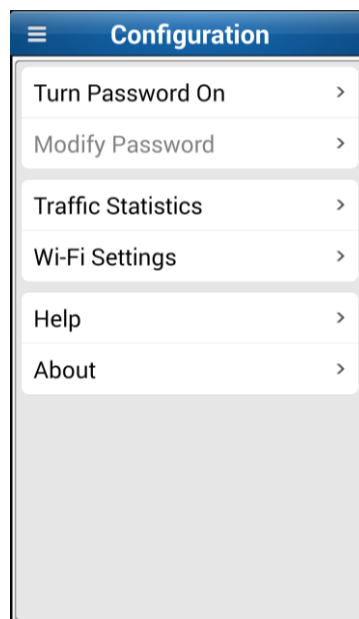 Configuration
Turn Password On
Modify Password
Traffic Statistics
Wi-Fi Settings
Help
About